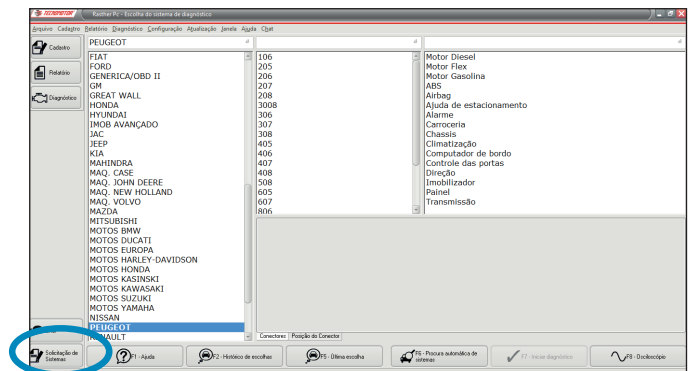 TECNOMOTOR
Rasther Pc - Escolha do sistema de diagnóstico
Arquivo Cadastro Relatório Diagnóstico Configuração Atualização Janela Ajuda Chat
Cadastro
Relatório
Diagnóstico
PEUGEOT
FIAT
FORD
GENERICA/OBD II
GM
GREAT WALL
HONDA
HYUNDAI
IMOB AVANÇADO
JAC
JEEP
KIA
MAHINDRA
MAQ. CASE
MAQ. JOHN DEERE
MAQ. NEW HOLLAND
MAQ. VOLVO
MAZDA
MITSUBISHI
MOTOS BMW
MOTOS DUCATI
MOTOS EUROPA
MOTOS HARLEY-DAVIDSON
MOTOS HONDA
MOTOS KASINSKI
MOTOS KAWASAKI
MOTOS SUZUKI
MOTOS YAMAHA
NISSAN
PEUGEOT
RENAULT
106
205
206
207
208
3008
306
307
308
405
406
407
408
508
605
607
806
Motor Diesel
Motor Flex
Motor Gasolina
ABS
Airbag
Ajuda de estacionamento
Alarme
Carroceria
Chassis
Climatização
Computador de bordo
Controle das portas
Direção
Imobilizador
Painel
Transmissão
Conectores Posição do Conector
Solicitação de
Sistemas
F1 - Ajuda
F2 - Histórico de escolhas
F5 - Última escolha
F6 - Procura automática de
sistemas
F7 - Iniciar diagnóstico
F8 - Osciloscópio